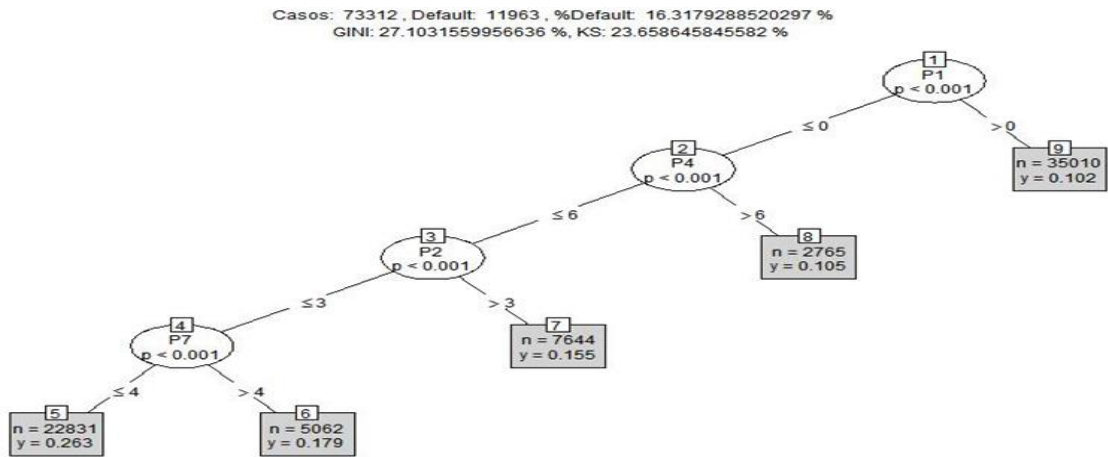 Casos: 73312 , Default: 11963 , %Default: 16.3179288520297 %
GINI: 27.1031559956636 %, KS: 23.658645845582 %
1
P1
p < 0.001
≤ 0
> 0
2
P4
p < 0.001
9
n = 35010
y = 0.102
≤ 6
> 6
3
P2
p < 0.001
8
n = 2765
y = 0.105
≤ 3
> 3
4
P7
p < 0.001
7
n = 7644
y = 0.155
≤ 4
> 4
5
n = 22831
y = 0.263
6
n = 5062
y = 0.179